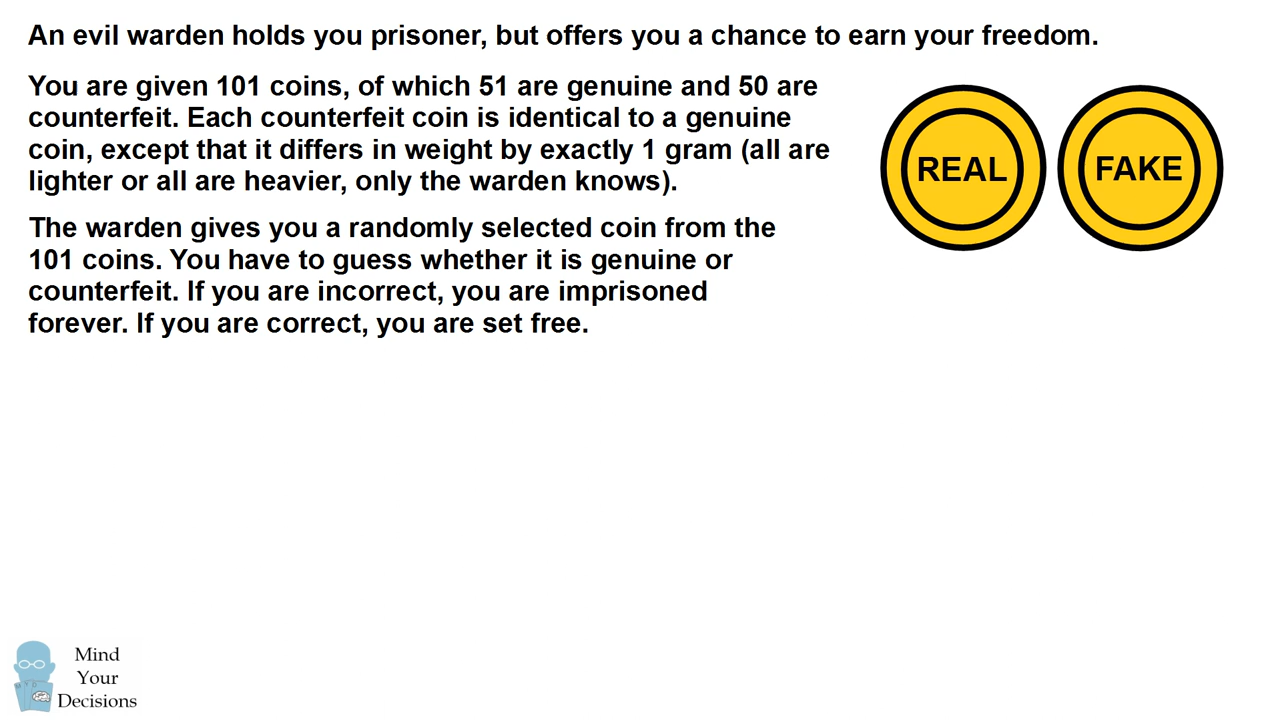 An evil warden holds you prisoner, but offers you a chance to earn your freedom.
You are given 101 coins, of which 51 are genuine and 50 are
counterfeit. Each counterfeit coin is identical to a genuine
coin, except that it differs in weight by exactly 1 gram (all are
lighter or all are heavier, only the warden knows).
REAL
FAKE
The warden gives you a randomly selected coin from the
101 coins. You have to guess whether it is genuine or
counterfeit. If you are incorrect, you are imprisoned
forever. If you are correct, you are set free.
Mind
Your
Decisions